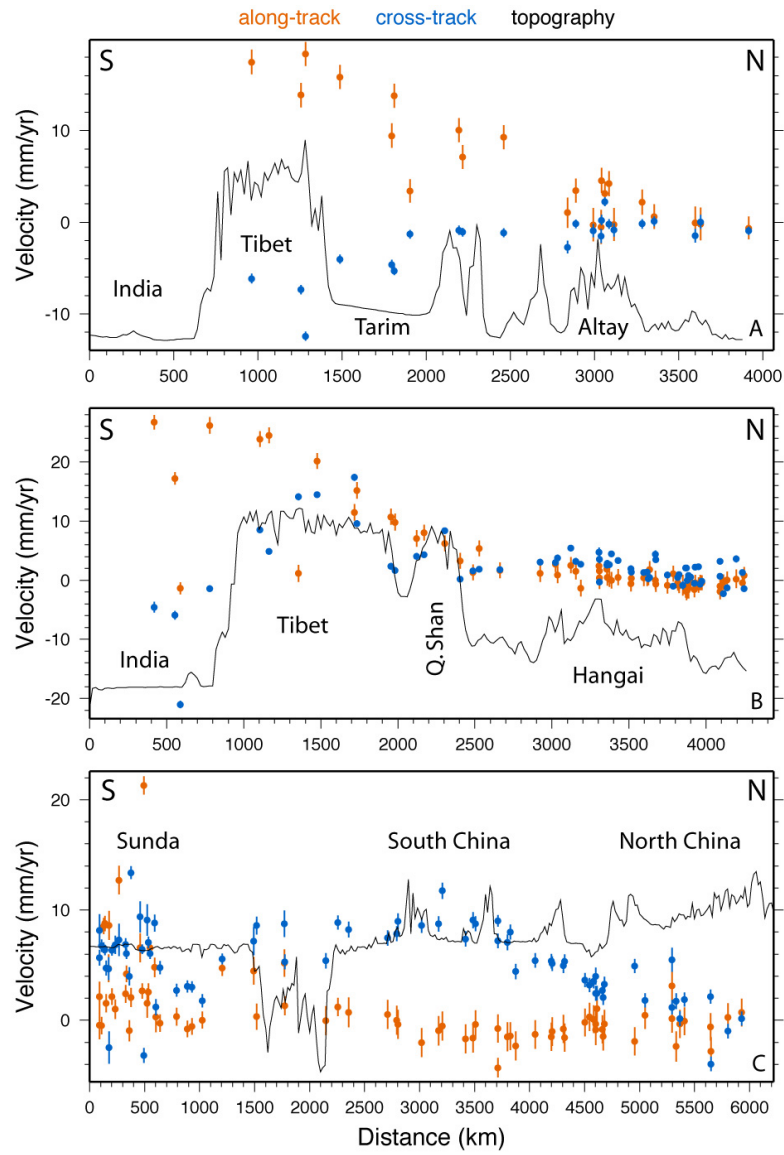 along-track cross-track topography
S N
Velocity (mm/yr)
10
0
-10
India Tibet Tarim Altay A
0 500 1000 1500 2000 2500 3000 3500 4000
S N
Velocity (mm/yr)
20
10
0
-10
-20
India Tibet Q. Shan Hangai B
0 500 1000 1500 2000 2500 3000 3500 4000
S N
Sunda South China North China
Velocity (mm/yr)
20
10
0
C
0 500 1000 1500 2000 2500 3000 3500 4000 4500 5000 5500 6000
Distance (km)